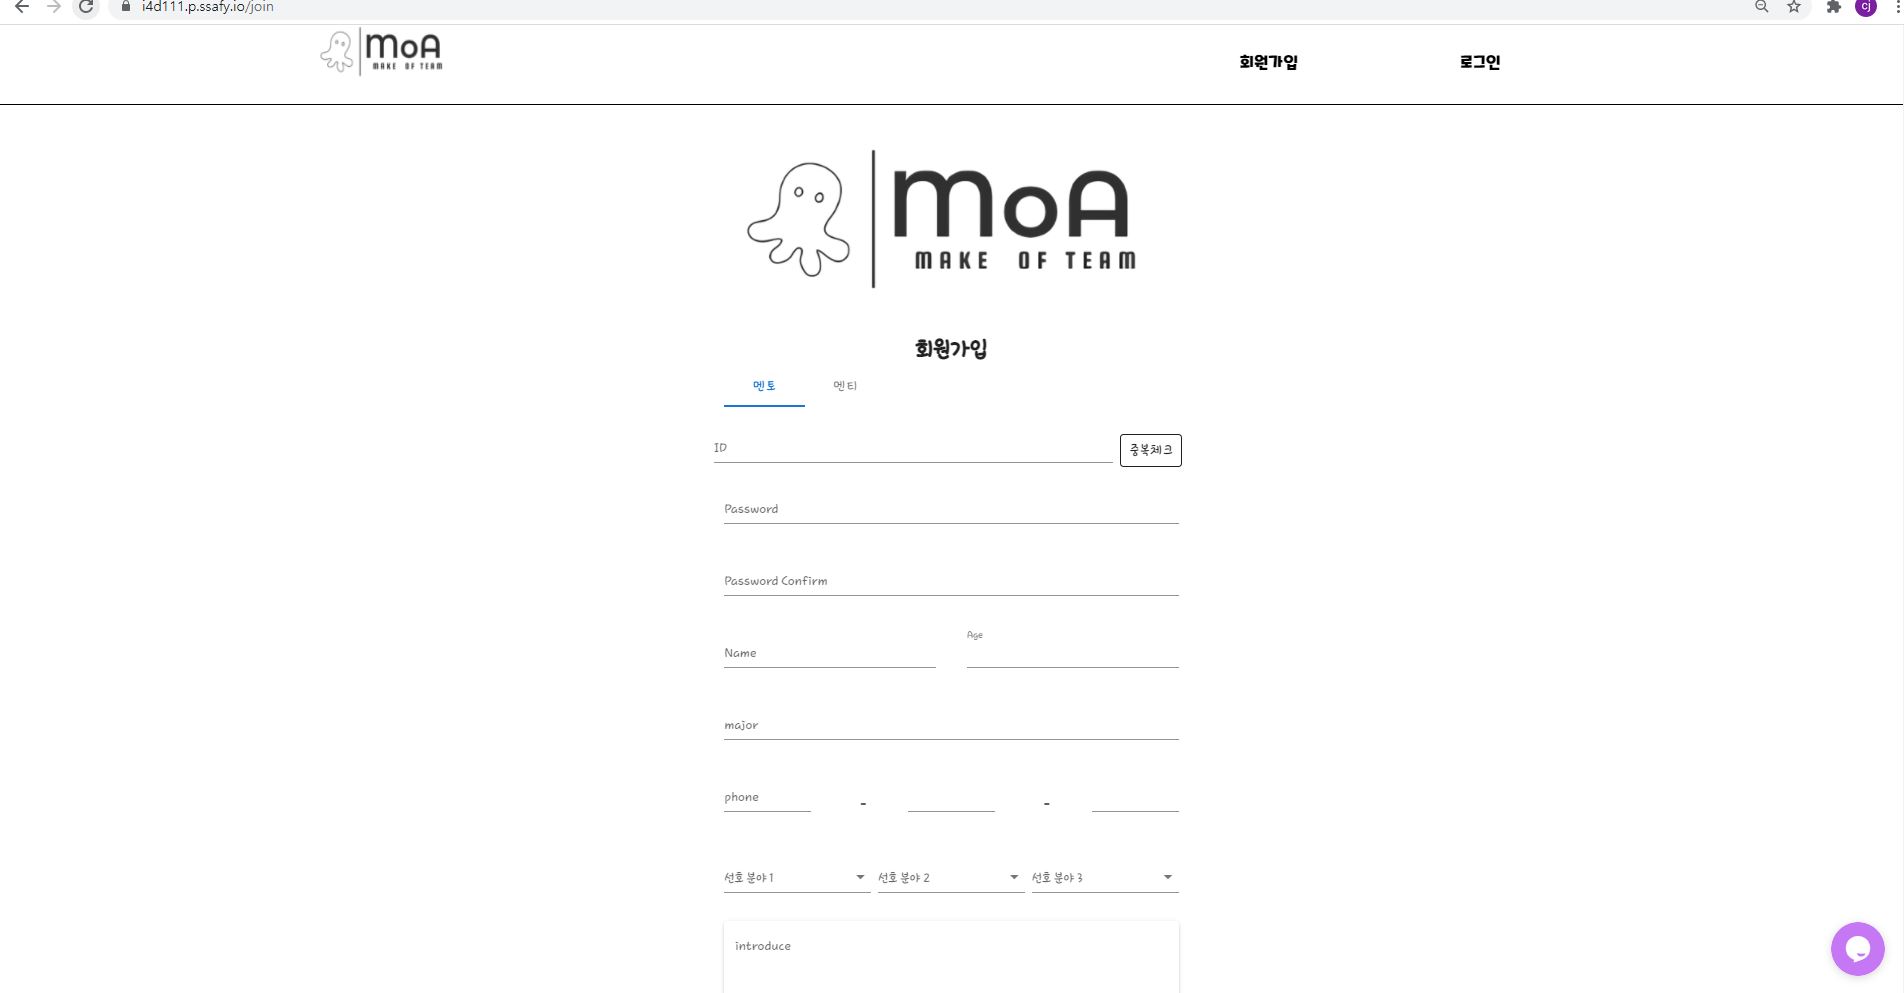 i4d111.p.ssafy.io/join
cj
MoA
MAKE OF TEAM
회원가입
로그인
MoA
MAKE OF TEAM
회원가입
멘토 멘티
ID
중복체크
Password
Password Confirm
Name
Age
major
phone - -
선호 분야 1 선호 분야 2 선호 분야 3
introduce